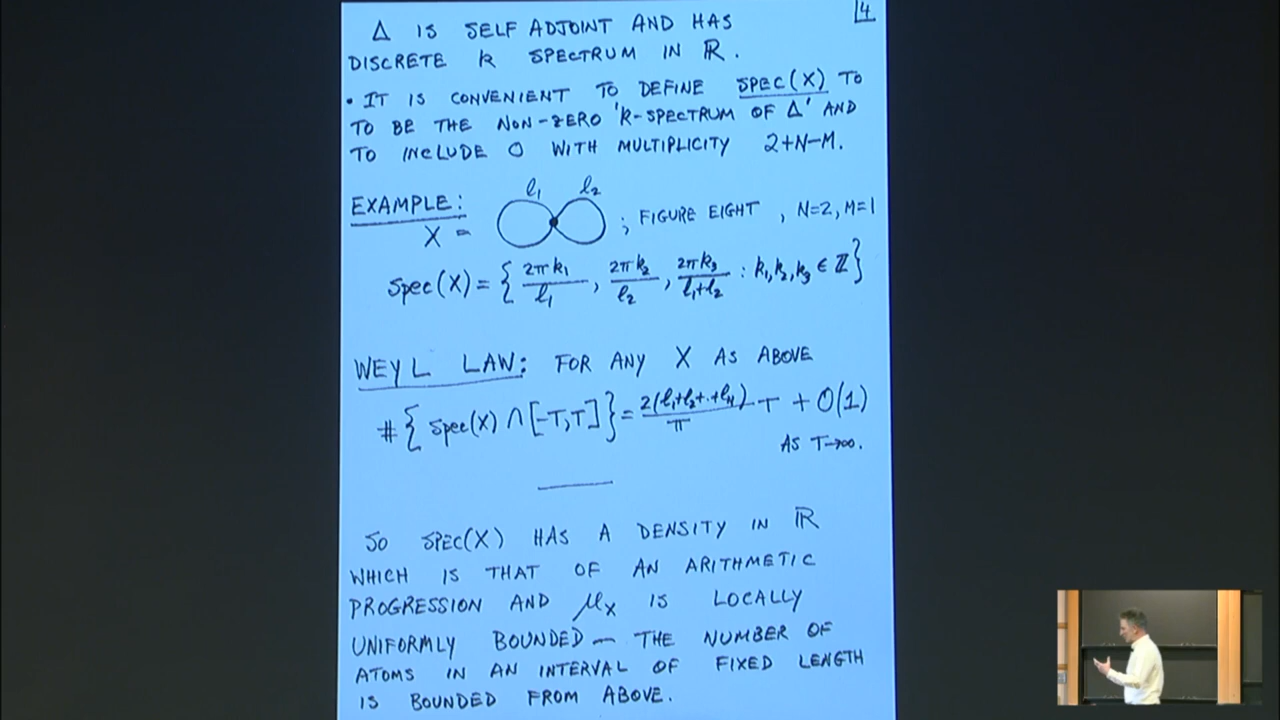 4
Δ IS SELF ADJOINT AND HAS
DISCRETE k SPECTRUM IN ℝ.
• IT IS CONVENIENT TO DEFINE SPEC(X) TO
TO BE THE NON-ZERO 'k-SPECTRUM OF Δ' AND
TO INCLUDE 0 WITH MULTIPLICITY 2+N-M.
EXAMPLE: X = l₁ l₂ ; FIGURE EIGHT , N=2, M=1
Spec(X) = { 2πk₁/l₁ , 2πk₂/l₂ , 2πk₃/(l₁+l₂) : k₁,k₂,k₃ ∈ ℤ }
WEYL LAW: FOR ANY X AS ABOVE
#{ Spec(X) ∩ [-T,T] } = 2(l₁+l₂+..+l_N)/π T + O(1)
AS T→∞.
SO SPEC(X) HAS A DENSITY IN ℝ
WHICH IS THAT OF AN ARITHMETIC
PROGRESSION AND μ_X IS LOCALLY
UNIFORMLY BOUNDED — THE NUMBER OF
ATOMS IN AN INTERVAL OF FIXED LENGTH
IS BOUNDED FROM ABOVE.